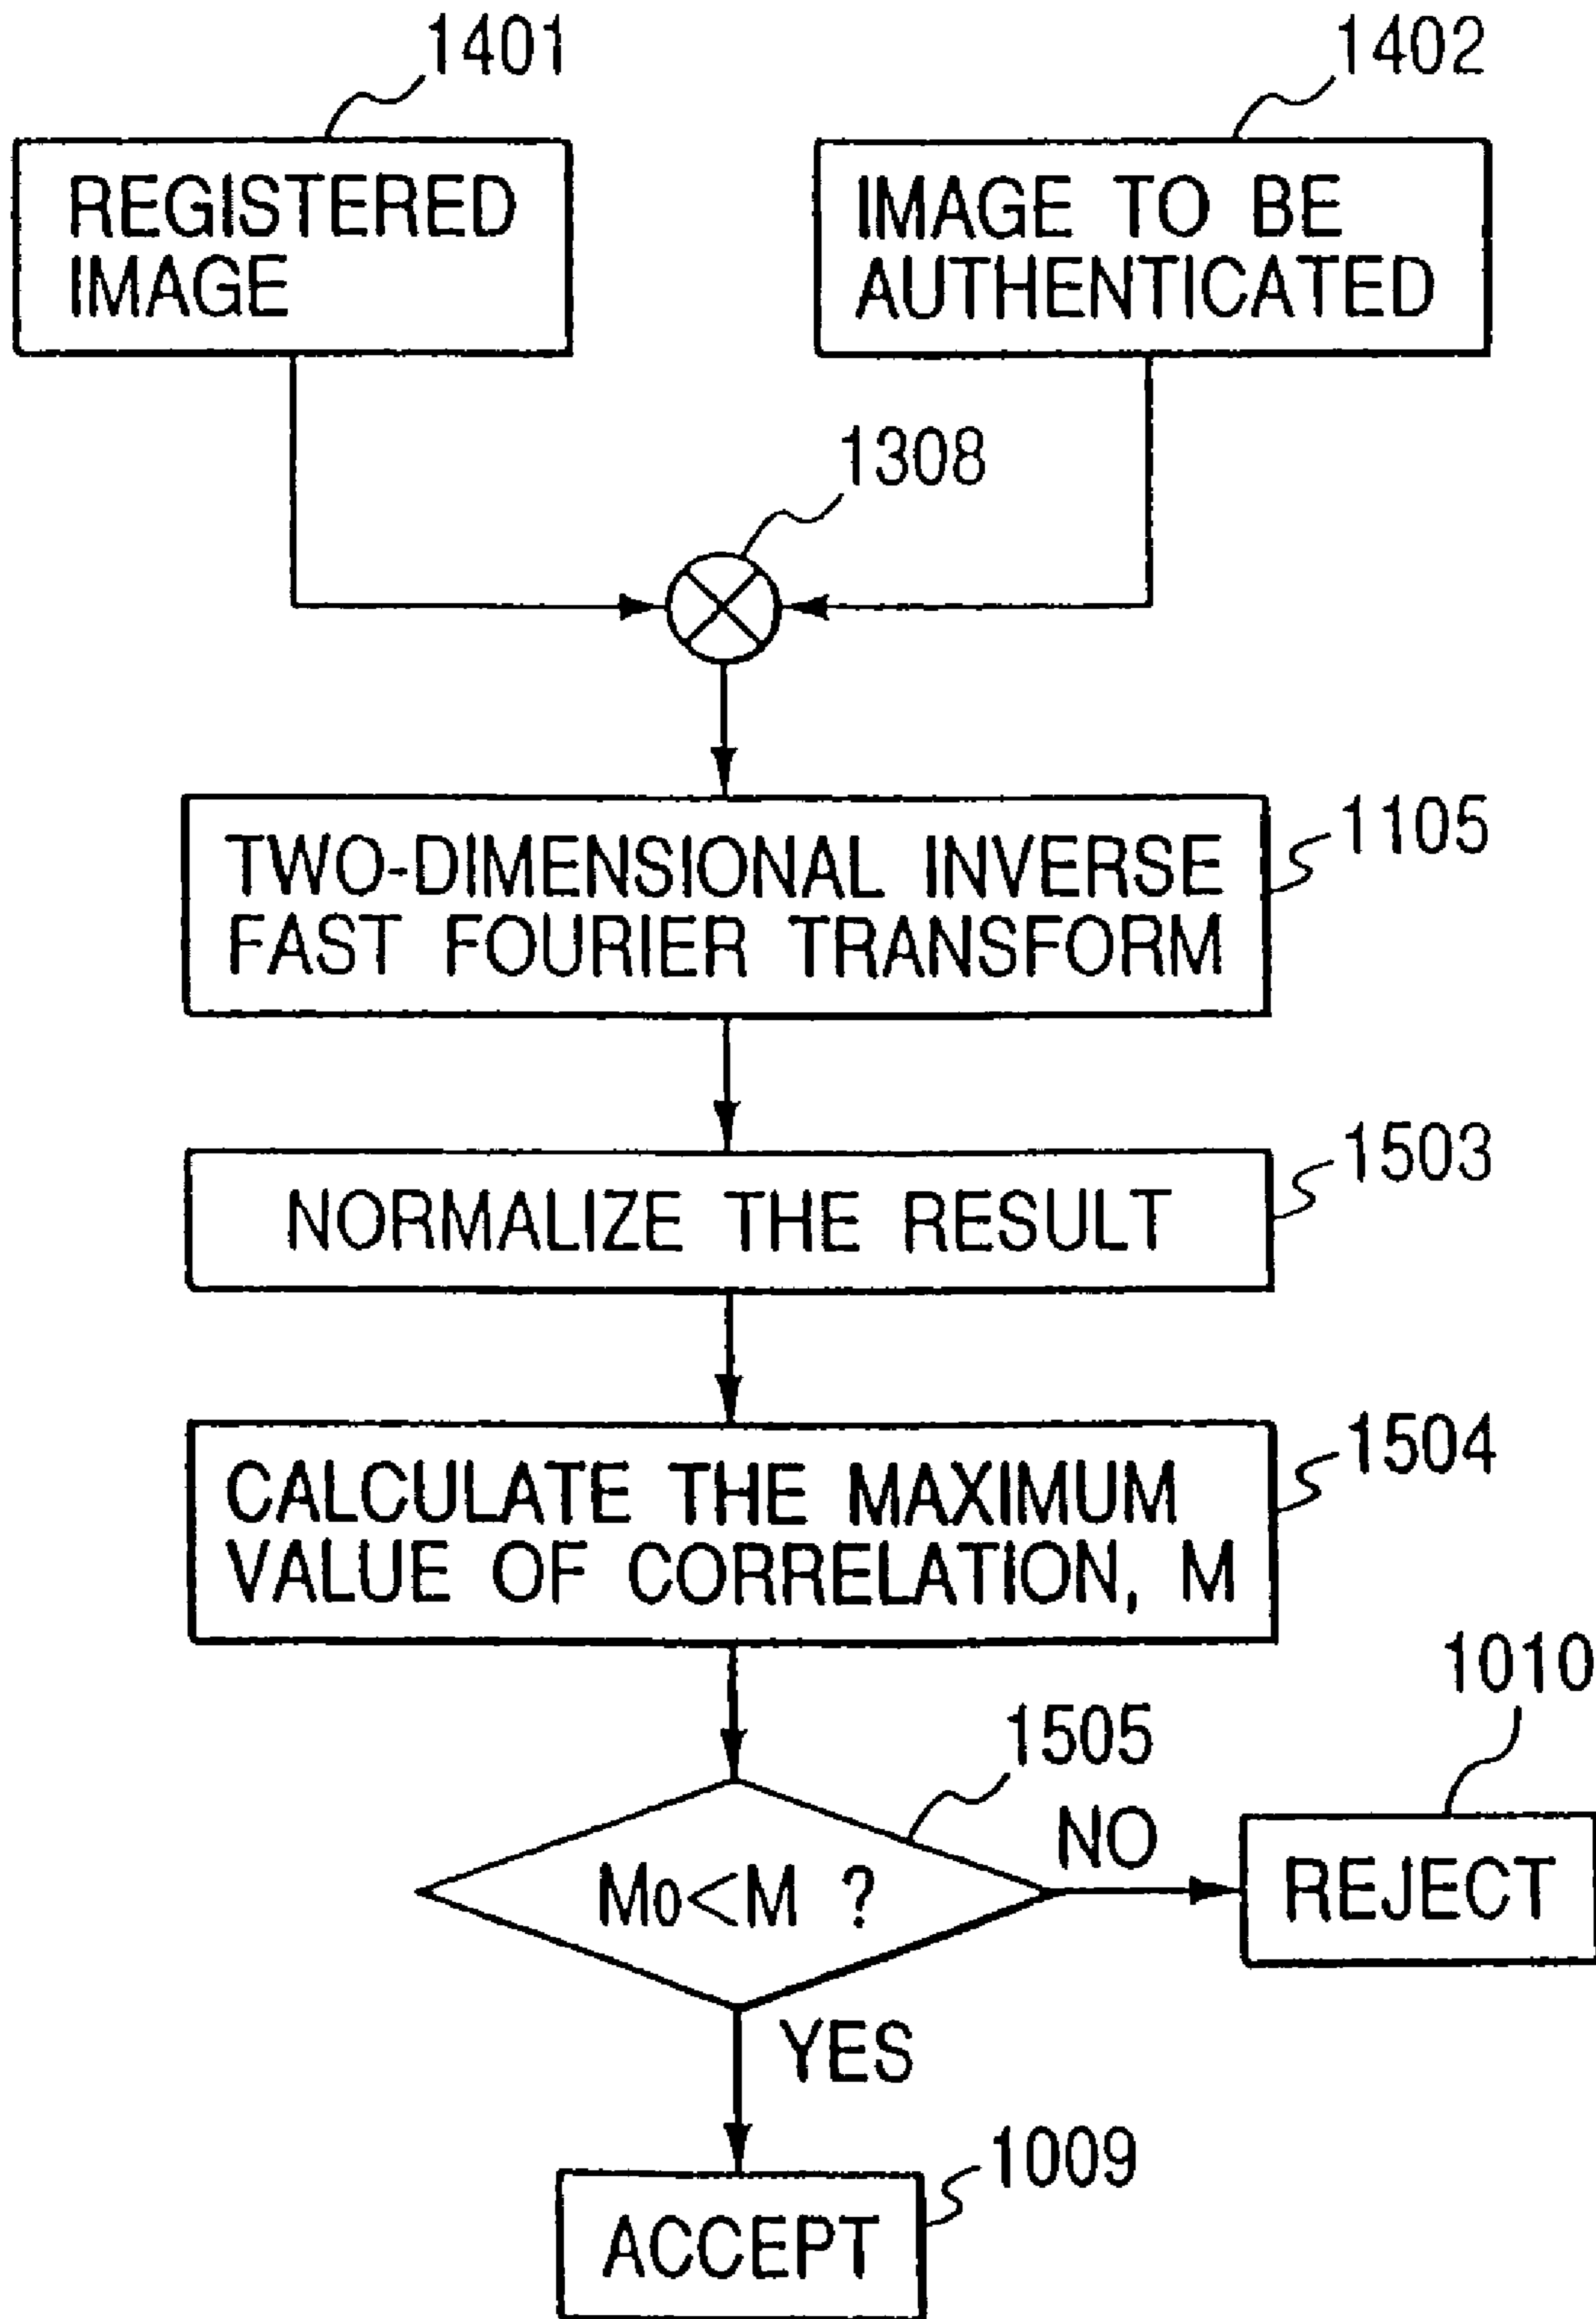 1401
1402
REGISTERED
IMAGE
IMAGE TO BE
AUTHENTICATED
1308
TWO-DIMENSIONAL INVERSE
FAST FOURIER TRANSFORM
1105
NORMALIZE THE RESULT
1503
CALCULATE THE MAXIMUM
VALUE OF CORRELATION, M
1504
1010
1505
M0<M ?
NO
REJECT
YES
1009
ACCEPT